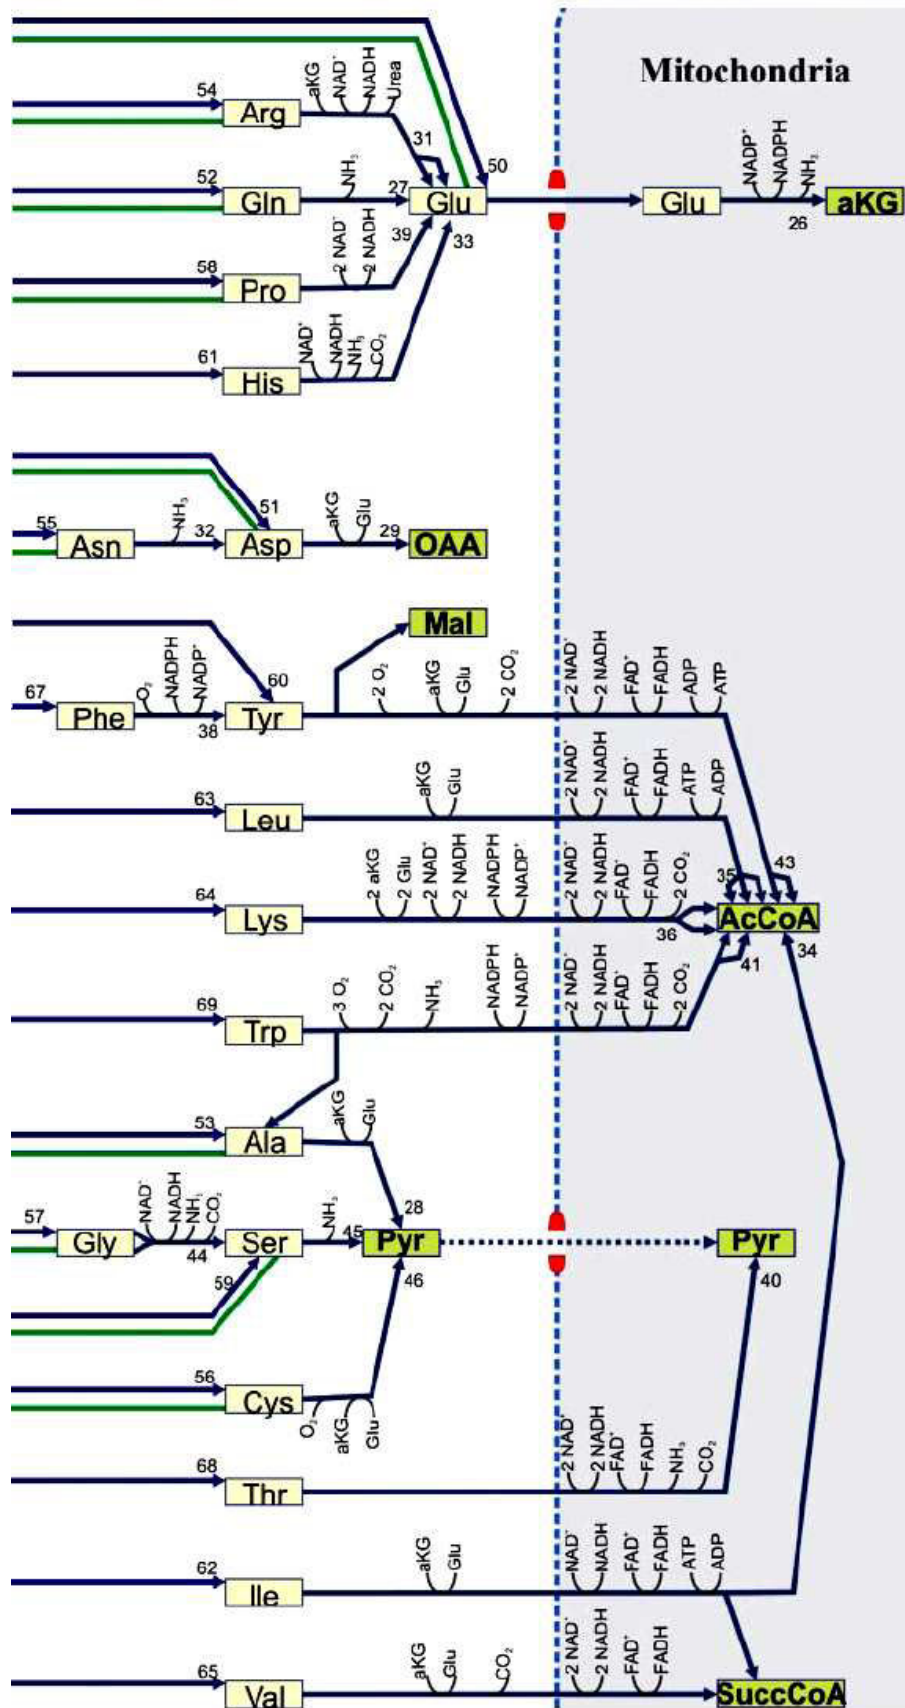 Mitochondria
54 Arg aKG NAD⁺ NADH Urea
31
50
52 Gln NH₃ 27 Glu
Glu NADP⁺ NADPH NH₃ 26 aKG
58 Pro 2 NAD⁺ 2 NADH 39
33
61 His NAD⁺ NADH NH₃ CO₂
51
55 Asn NH₃ 32 Asp aKG Glu 29 OAA
Mal
60
67 Phe O₂ NADPH NADP⁺ 38 Tyr 2 O₂ aKG Glu 2 CO₂ 2 NAD⁺ 2 NADH FAD⁺ FADH ADP ATP
63 Leu aKG Glu 2 NAD⁺ 2 NADH FAD⁺ FADH ATP ADP
35 43
64 Lys 2 aKG 2 Glu 2 NAD⁺ 2 NADH NADPH NADP⁺ 2 NAD⁺ 2 NADH FAD⁺ FADH 2 CO₂ 36 AcCoA
41 34
69 Trp 3 O₂ 2 CO₂ NH₃ NADPH NADP⁺ 2 NAD⁺ 2 NADH FAD⁺ FADH 2 CO₂
53 Ala aKG Glu
28
57 Gly NAD⁺ NADH NH₃ CO₂ 44 Ser NH₃ 45 Pyr Pyr
59 46 40
56 Cys O₂ aKG Glu
68 Thr 2 NAD⁺ 2 NADH FAD⁺ FADH NH₃ CO₂
62 Ile aKG Glu NAD⁺ NADH FAD⁺ FADH ATP ADP
65 Val aKG Glu CO₂ 2 NAD⁺ 2 NADH FAD⁺ FADH SuccCoA